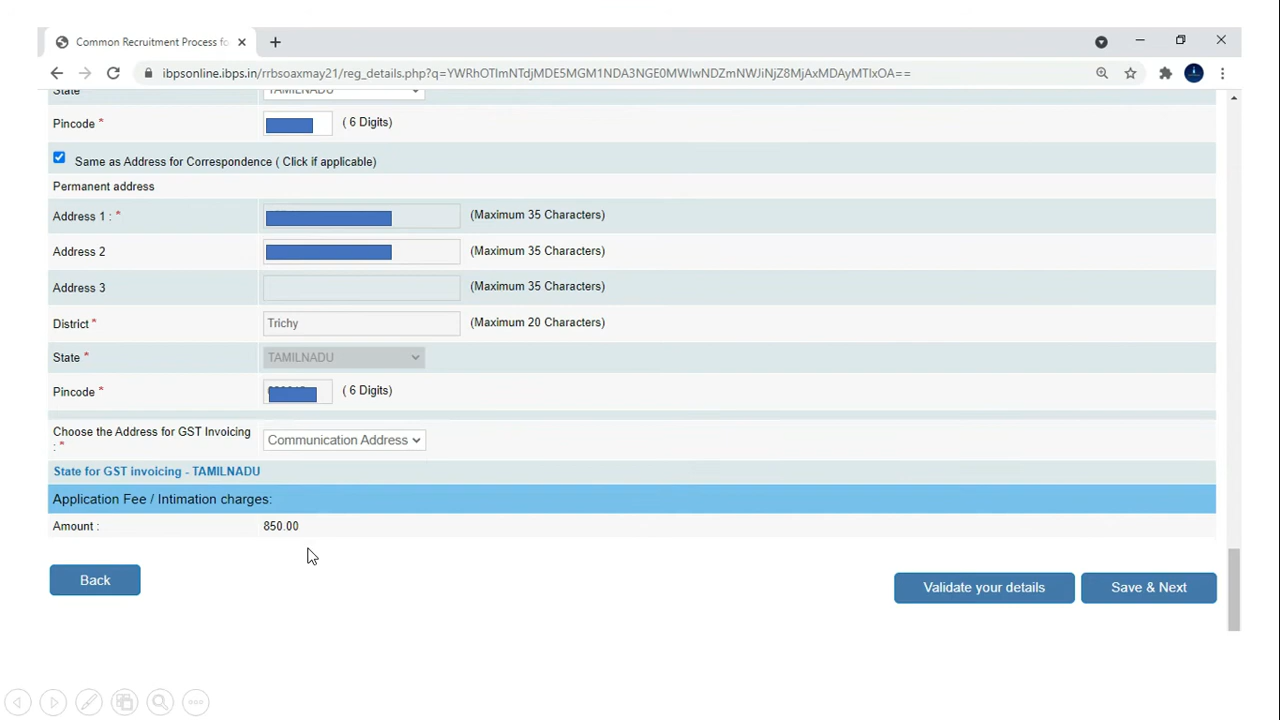 Common Recruitment Process fo
ibpsonline.ibps.in/rrbsoaxmay21/reg_details.php?q=YWRhOTlmNTdjMDE5MGM1NDA3NGE0MWIwNDZmNWJiNjZ8MjAxMDAyMTIxOA==
State TAMILNADU
Pincode * ( 6 Digits)
Same as Address for Correspondence ( Click if applicable)
Permanent address
Address 1 : * (Maximum 35 Characters)
Address 2 (Maximum 35 Characters)
Address 3 (Maximum 35 Characters)
District * Trichy (Maximum 20 Characters)
State * TAMILNADU
Pincode * ( 6 Digits)
Choose the Address for GST Invoicing
: * Communication Address
State for GST invoicing - TAMILNADU
Application Fee / Intimation charges:
Amount : 850.00
Back Validate your details Save & Next